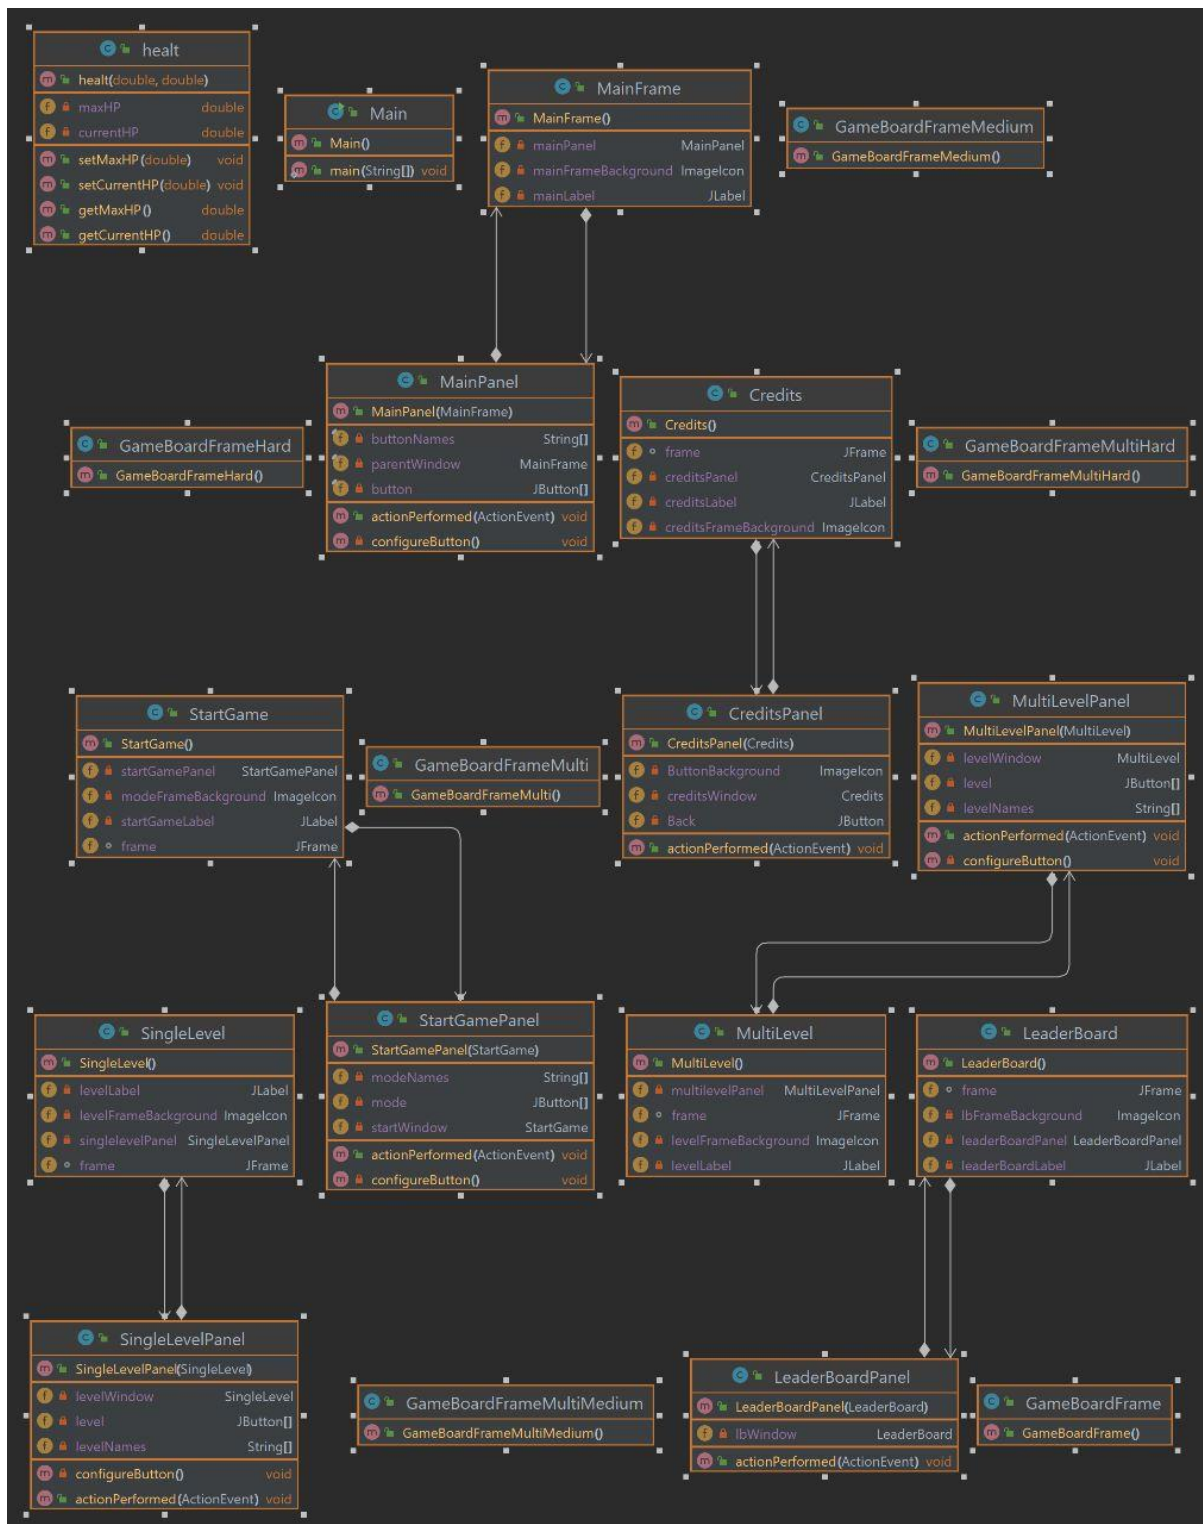 healt
healt(double, double)
maxHP double
currentHP double
setMaxHP(double) void
setCurrentHP(double) void
getMaxHP() double
getCurrentHP() double
Main
Main()
main(String[]) void
MainFrame
MainFrame()
mainPanel MainPanel
mainFrameBackground ImageIcon
mainLabel JLabel
GameBoardFrameMedium
GameBoardFrameMedium()
GameBoardFrameHard
GameBoardFrameHard()
MainPanel
MainPanel(MainFrame)
buttonNames String[]
parentWindow MainFrame
button JButton[]
actionPerformed(ActionEvent) void
configureButton() void
Credits
Credits()
frame JFrame
creditsPanel CreditsPanel
creditsLabel JLabel
creditsFrameBackground ImageIcon
GameBoardFrameMultiHard
GameBoardFrameMultiHard()
StartGame
StartGame()
startGamePanel StartGamePanel
modeFrameBackground ImageIcon
startGameLabel JLabel
frame JFrame
GameBoardFrameMulti
GameBoardFrameMulti()
CreditsPanel
CreditsPanel(Credits)
ButtonBackground ImageIcon
creditsWindow Credits
Back JButton
actionPerformed(ActionEvent) void
MultiLevelPanel
MultiLevelPanel(MultiLevel)
levelWindow MultiLevel
level JButton[]
levelNames String[]
actionPerformed(ActionEvent) void
configureButton() void
SingleLevel
SingleLevel()
levelLabel JLabel
levelFrameBackground ImageIcon
singlelevelPanel SingleLevelPanel
frame JFrame
StartGamePanel
StartGamePanel(StartGame)
modeNames String[]
mode JButton[]
startWindow StartGame
actionPerformed(ActionEvent) void
configureButton() void
MultiLevel
MultiLevel()
multilevelPanel MultiLevelPanel
frame JFrame
levelFrameBackground ImageIcon
levelLabel JLabel
LeaderBoard
LeaderBoard()
frame JFrame
lbFrameBackground ImageIcon
leaderBoardPanel LeaderBoardPanel
leaderBoardLabel JLabel
SingleLevelPanel
SingleLevelPanel(SingleLevel)
levelWindow SingleLevel
level JButton[]
levelNames String[]
configureButton() void
actionPerformed(ActionEvent) void
GameBoardFrameMultiMedium
GameBoardFrameMultiMedium()
LeaderBoardPanel
LeaderBoardPanel(LeaderBoard)
lbWindow LeaderBoard
actionPerformed(ActionEvent) void
GameBoardFrame
GameBoardFrame()